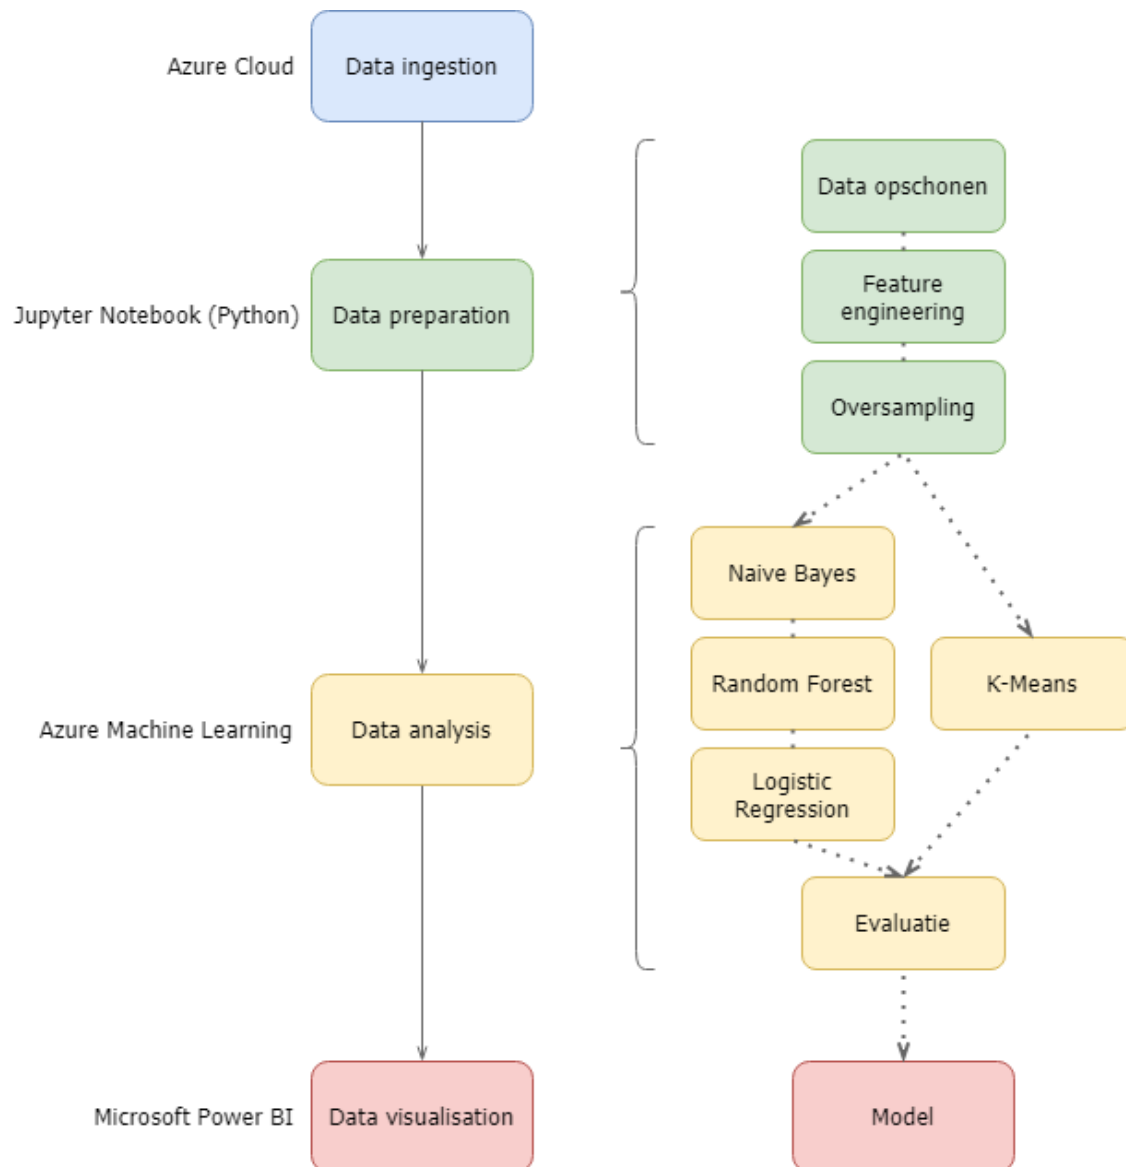 Azure Cloud
Data ingestion
Data opschonen
Feature
engineering
Jupyter Notebook (Python)
Data preparation
Oversampling
Naive Bayes
Random Forest
K-Means
Azure Machine Learning
Data analysis
Logistic
Regression
Evaluatie
Microsoft Power BI
Data visualisation
Model